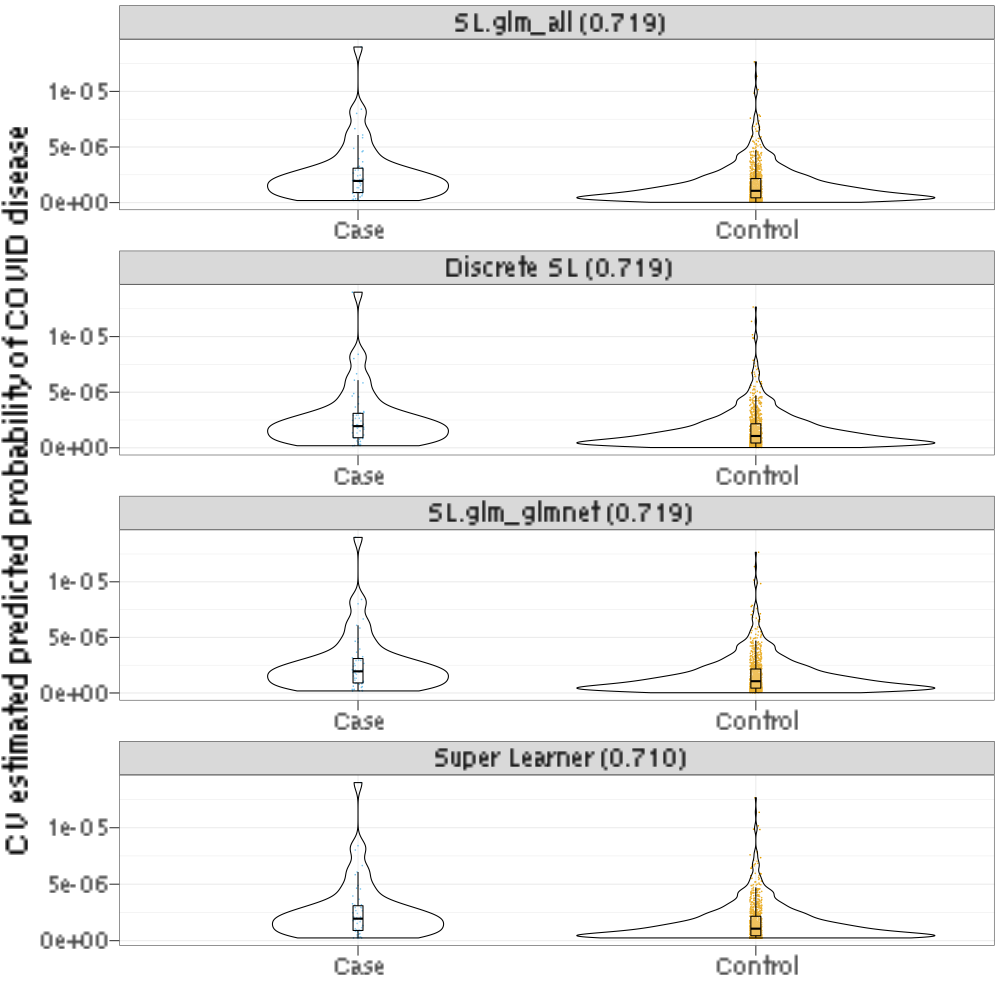 CV estimated predicted probability of COVID disease
SL.glm_all (0.719)
1e-05
5e-06
0e+00
Case Control
Discrete SL (0.719)
1e-05
5e-06
0e+00
Case Control
SL.glm_glmnet (0.719)
1e-05
5e-06
0e+00
Case Control
Super Learner (0.710)
1e-05
5e-06
0e+00
Case Control